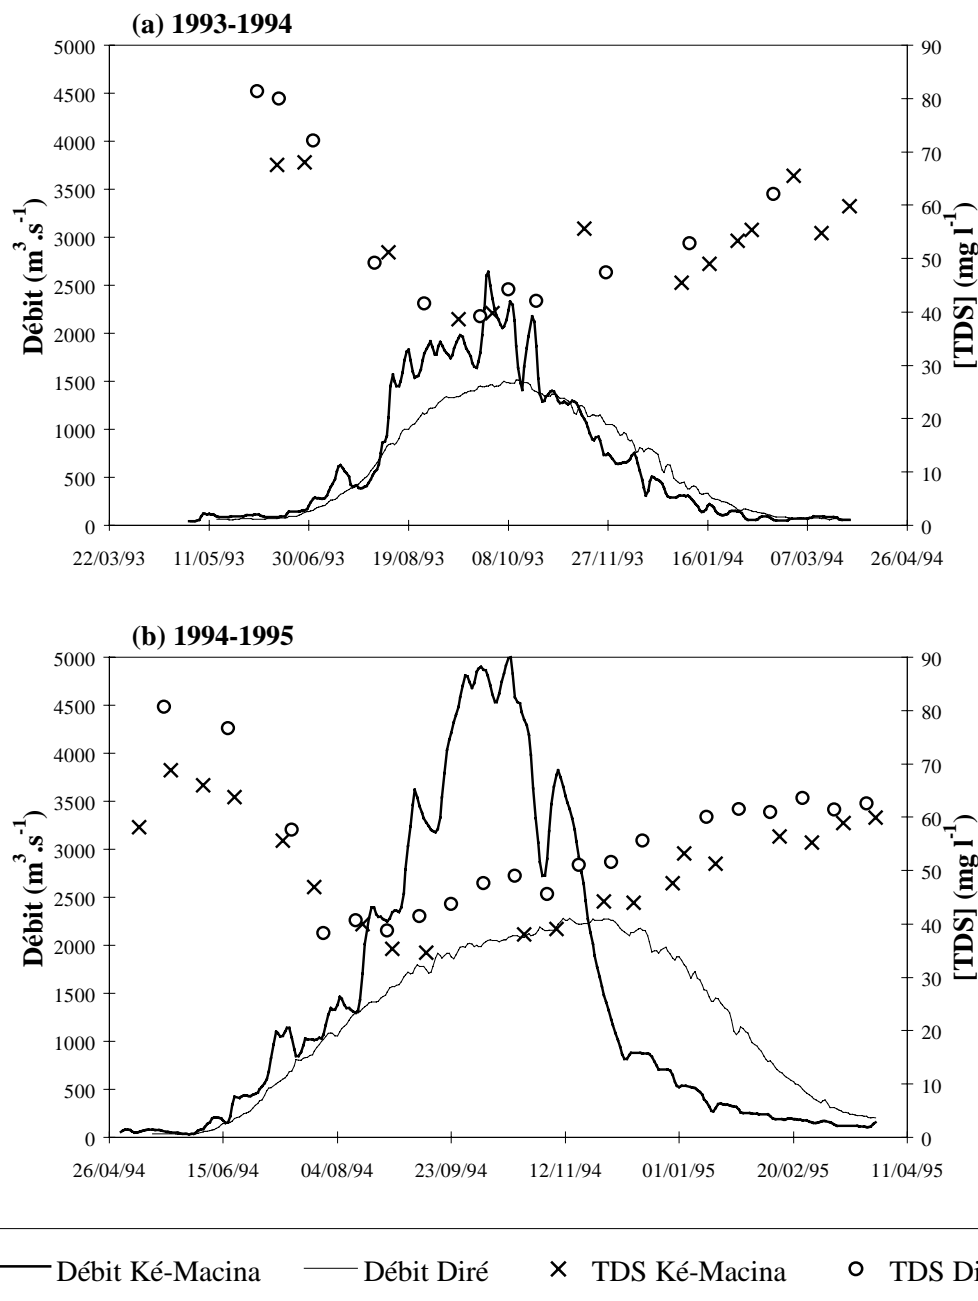 (a) 1993-1994
5000 90
4500 80
4000 70
3500 60
3000 50
2500 40
2000 30
1500 20
1000 10
500 0
0
Débit (m³.s⁻¹)
[TDS] (mg l⁻¹)
22/03/93 11/05/93 30/06/93 19/08/93 08/10/93 27/11/93 16/01/94 07/03/94 26/04/94
(b) 1994-1995
5000 90
4500 80
4000 70
3500 60
3000 50
2500 40
2000 30
1500 20
1000 10
500 0
0
Débit (m³.s⁻¹)
[TDS] (mg l⁻¹)
26/04/94 15/06/94 04/08/94 23/09/94 12/11/94 01/01/95 20/02/95 11/04/95
Débit Ké-Macina Débit Diré TDS Ké-Macina TDS Di